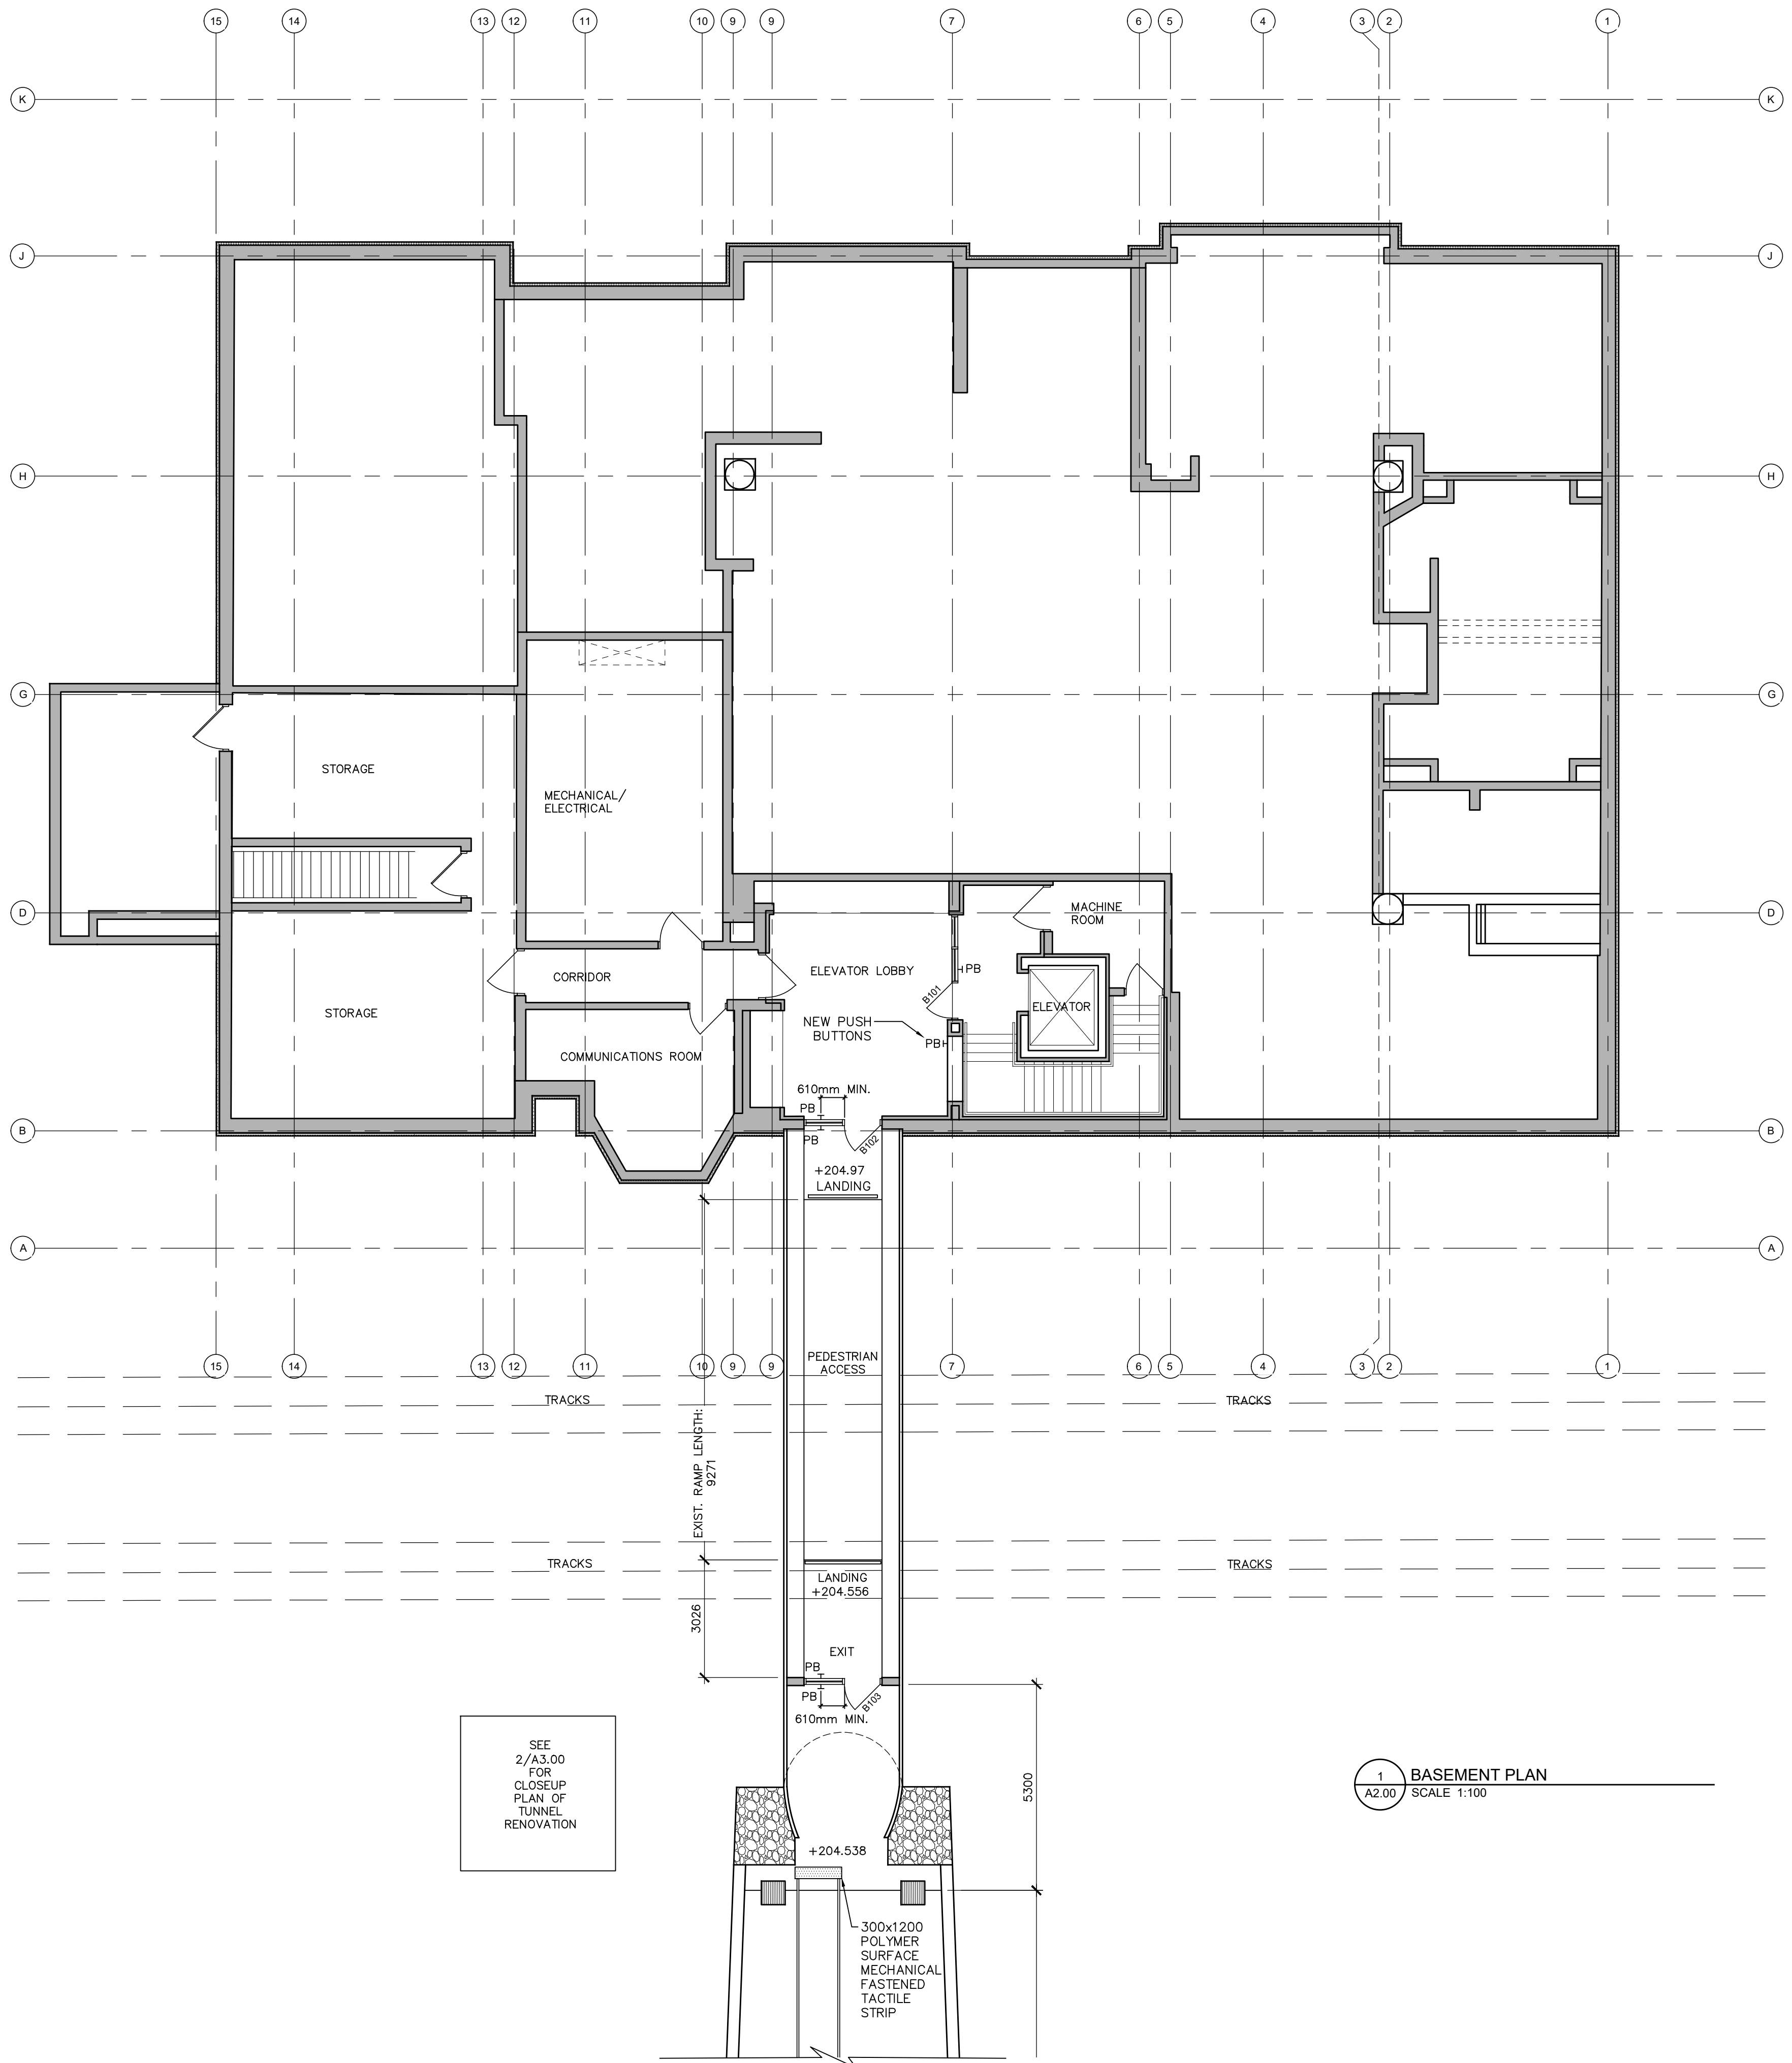 15
14
13
12
11
10
9
9
7
6
5
4
3
2
1
K
K
J
J
H
H
G
G
STORAGE
MECHANICAL/
ELECTRICAL
D
D
MACHINE
ROOM
CORRIDOR
ELEVATOR LOBBY
PB
B101
ELEVATOR
STORAGE
NEW PUSH
BUTTONS
PB
COMMUNICATIONS ROOM
610mm MIN.
PB
PB
B102
B
B
+204.97
LANDING
A
A
PEDESTRIAN
ACCESS
15
14
13
12
11
10
9
9
7
6
5
4
3
2
1
TRACKS
TRACKS
EXIST. RAMP LENGTH:
9271
TRACKS
TRACKS
LANDING
+204.556
3026
EXIT
PB
PB
B103
610mm MIN.
SEE
2/A3.00
FOR
CLOSEUP
PLAN OF
TUNNEL
RENOVATION
5300
1
A2.00
BASEMENT PLAN
SCALE 1:100
+204.538
300x1200
POLYMER
SURFACE
MECHANICAL
FASTENED
TACTILE
STRIP